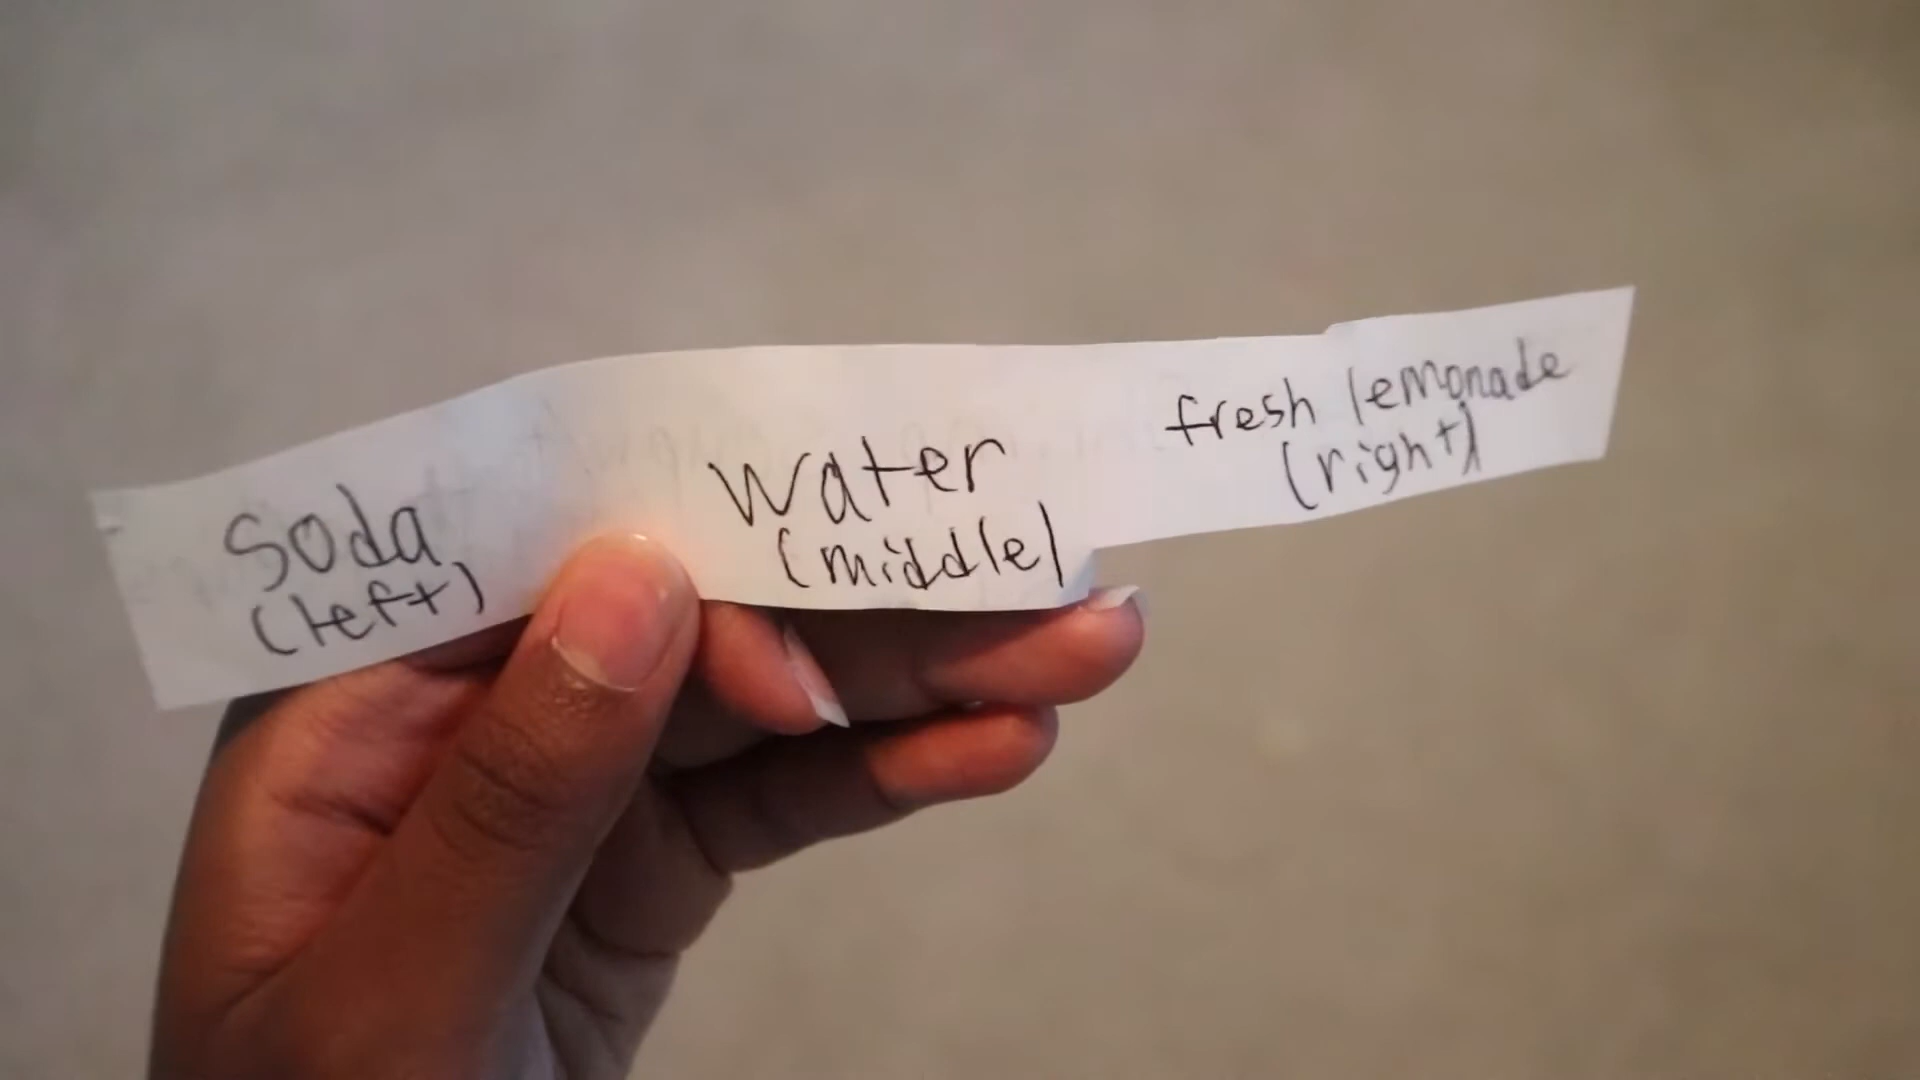 Soda
(left)
Water
(middle)
fresh lemonade
(right)